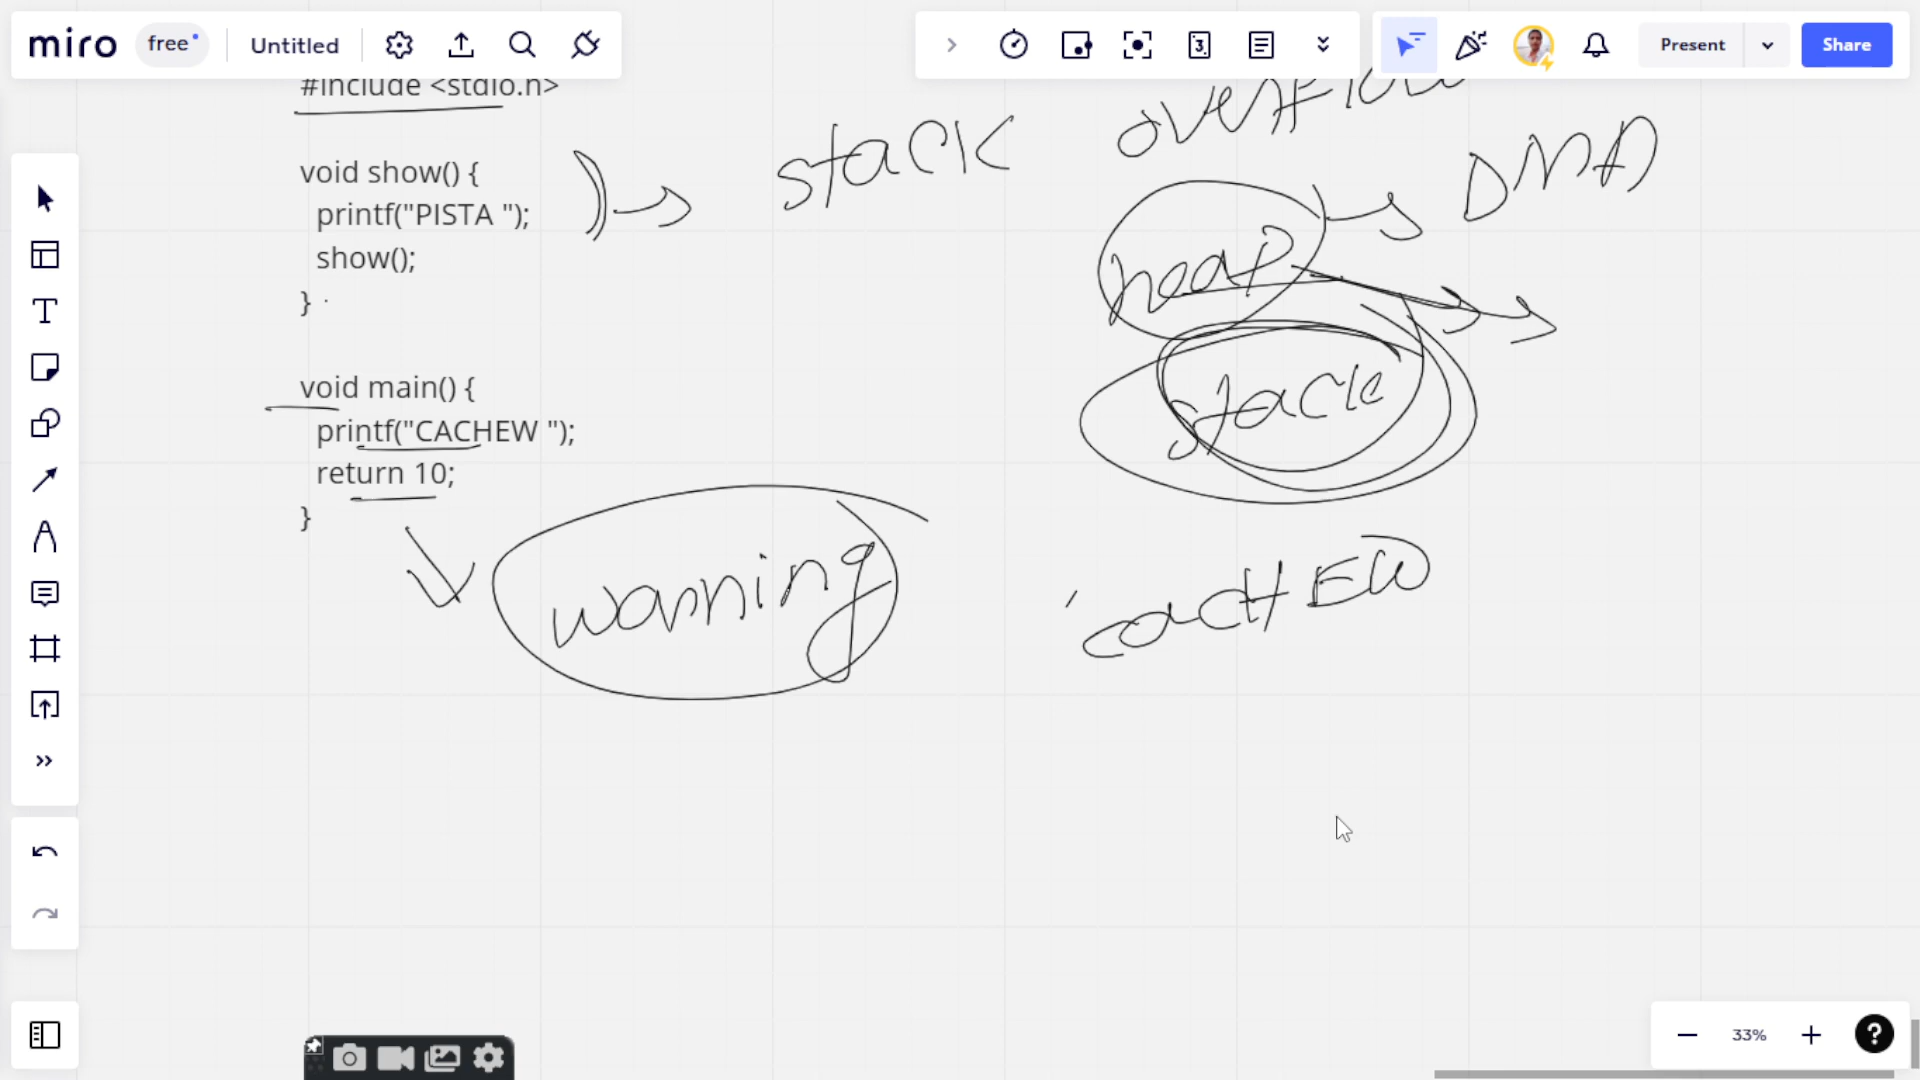 miro free Untitled
3
Present Share
#include <stdio.h>
void show() {
printf("PISTA ");
show();
}
void main() {
printf("CACHEW ");
return 10;
}
stack
overflow
DMA
heap
stack
warning
cacHEW
33% ?